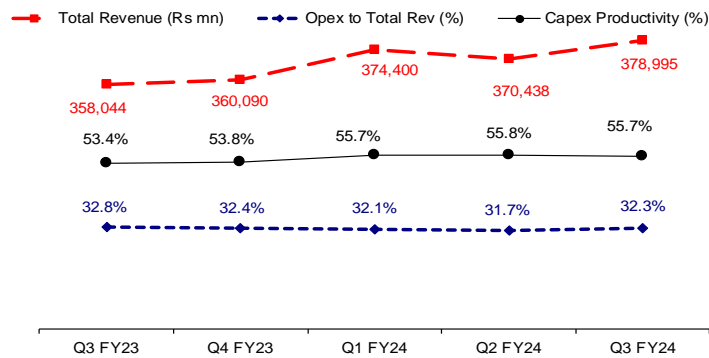 Total Revenue (Rs mn) Opex to Total Rev (%) Capex Productivity (%)
358,044 360,090 374,400 370,438 378,995
53.4% 53.8% 55.7% 55.8% 55.7%
32.8% 32.4% 32.1% 31.7% 32.3%
Q3 FY23 Q4 FY23 Q1 FY24 Q2 FY24 Q3 FY24